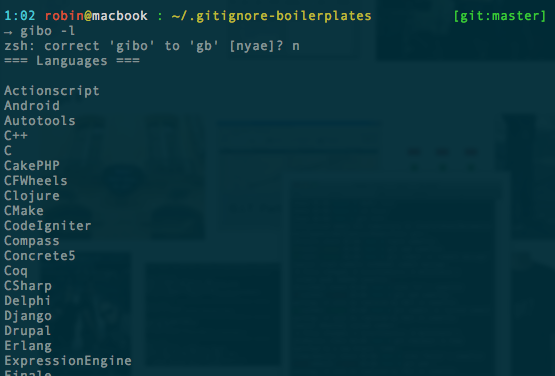 1:02 robin@macbook : ~/.gitignore-boilerplates [git:master]
→ gibo -l
zsh: correct 'gibo' to 'gb' [nyae]? n
=== Languages ===
Actionscript
Android
Autotools
C++
C
CakePHP
CFWheels
Clojure
CMake
CodeIgniter
Compass
Concrete5
Coq
CSharp
Delphi
Django
Drupal
Erlang
ExpressionEngine
Finale